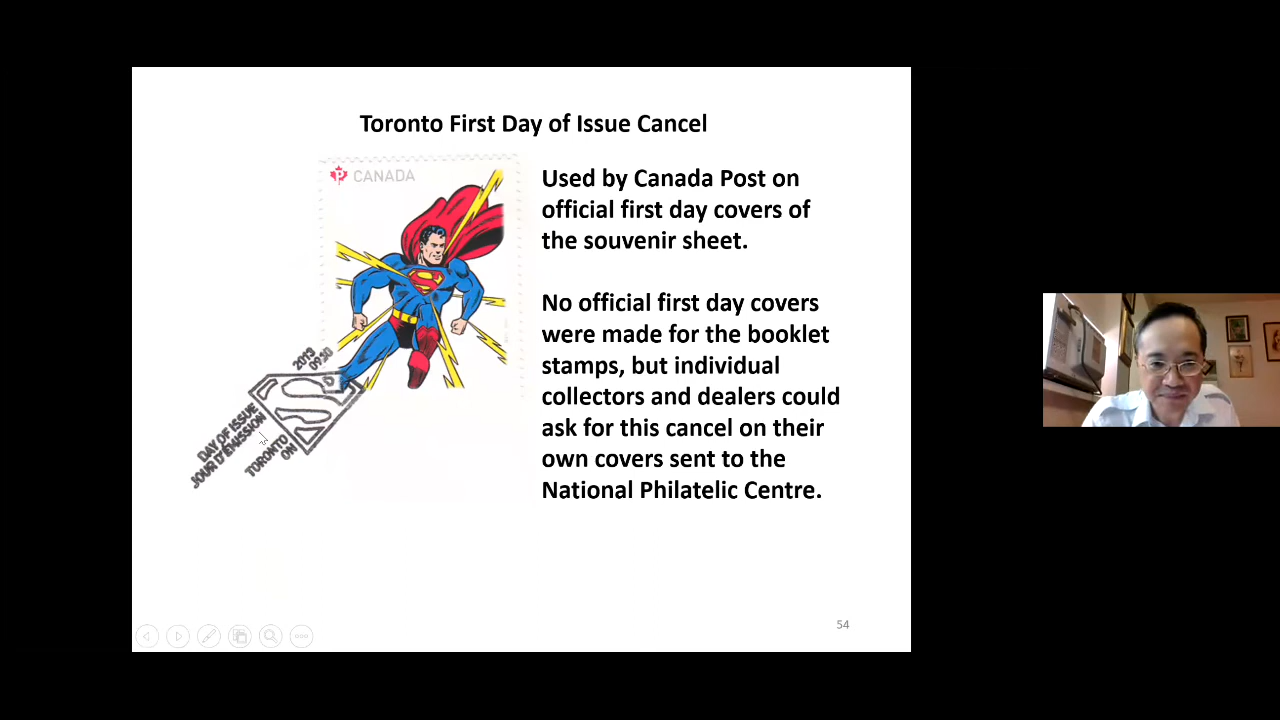 Toronto First Day of Issue Cancel
P CANADA
Used by Canada Post on
official first day covers of
the souvenir sheet.
No official first day covers
were made for the booklet
stamps, but individual
collectors and dealers could
ask for this cancel on their
own covers sent to the
National Philatelic Centre.
2013
09 20
S
DAY OF ISSUE
JOUR D'ÉMISSION
TORONTO
ON
54